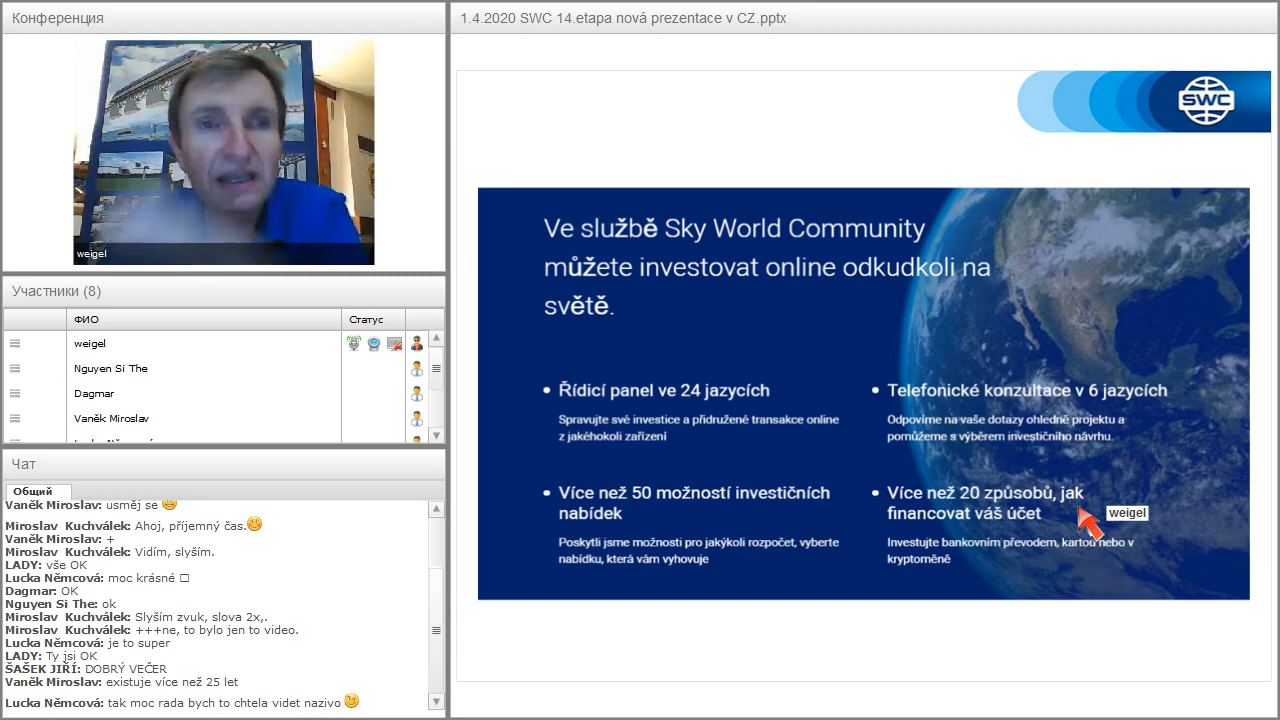 Конференция
weigel
Участники (8)
ФИО
Статус
weigel
Nguyen Si The
Dagmar
Vaněk Miroslav
Чат
Общий
Vaněk Miroslav: usměj se
Miroslav Kuchválek: Ahoj, příjemný čas.
Vaněk Miroslav: +
Miroslav Kuchválek: Vidím, slyším.
LADY: vše OK
Lucka Němcová: moc krásné
Dagmar: OK
Nguyen Si The: ok
Miroslav Kuchválek: Slyším zvuk, slova 2x,.
Miroslav Kuchválek: +++ne, to bylo jen to video.
Lucka Němcová: je to super
LADY: Ty jsi OK
ŠAŠEK JIŘÍ: DOBRÝ VEČER
Vaněk Miroslav: existuje více než 25 let
Lucka Němcová: tak moc rada bych to chtela videt nazivo
1.4.2020 SWC 14.etapa nová prezentace v CZ.pptx
SWC
Ve službě Sky World Community
můžete investovat online odkudkoli na
světě.
• Řídicí panel ve 24 jazycích
Spravujte své investice a přidružené transakce online
z jakéhokoli zařízení
• Telefonické konzultace v 6 jazycích
Odpovíme na vaše dotazy ohledně projektu a
pomůžeme s výběrem investičního návrhu.
• Více než 50 možností investičních
nabídek
Poskytli jsme možnosti pro jakýkoli rozpočet, vyberte
nabídku, která vám vyhovuje
• Více než 20 způsobů, jak
financovat váš účet
weigel
Investujte bankovním převodem, kartou nebo v
kryptoměně